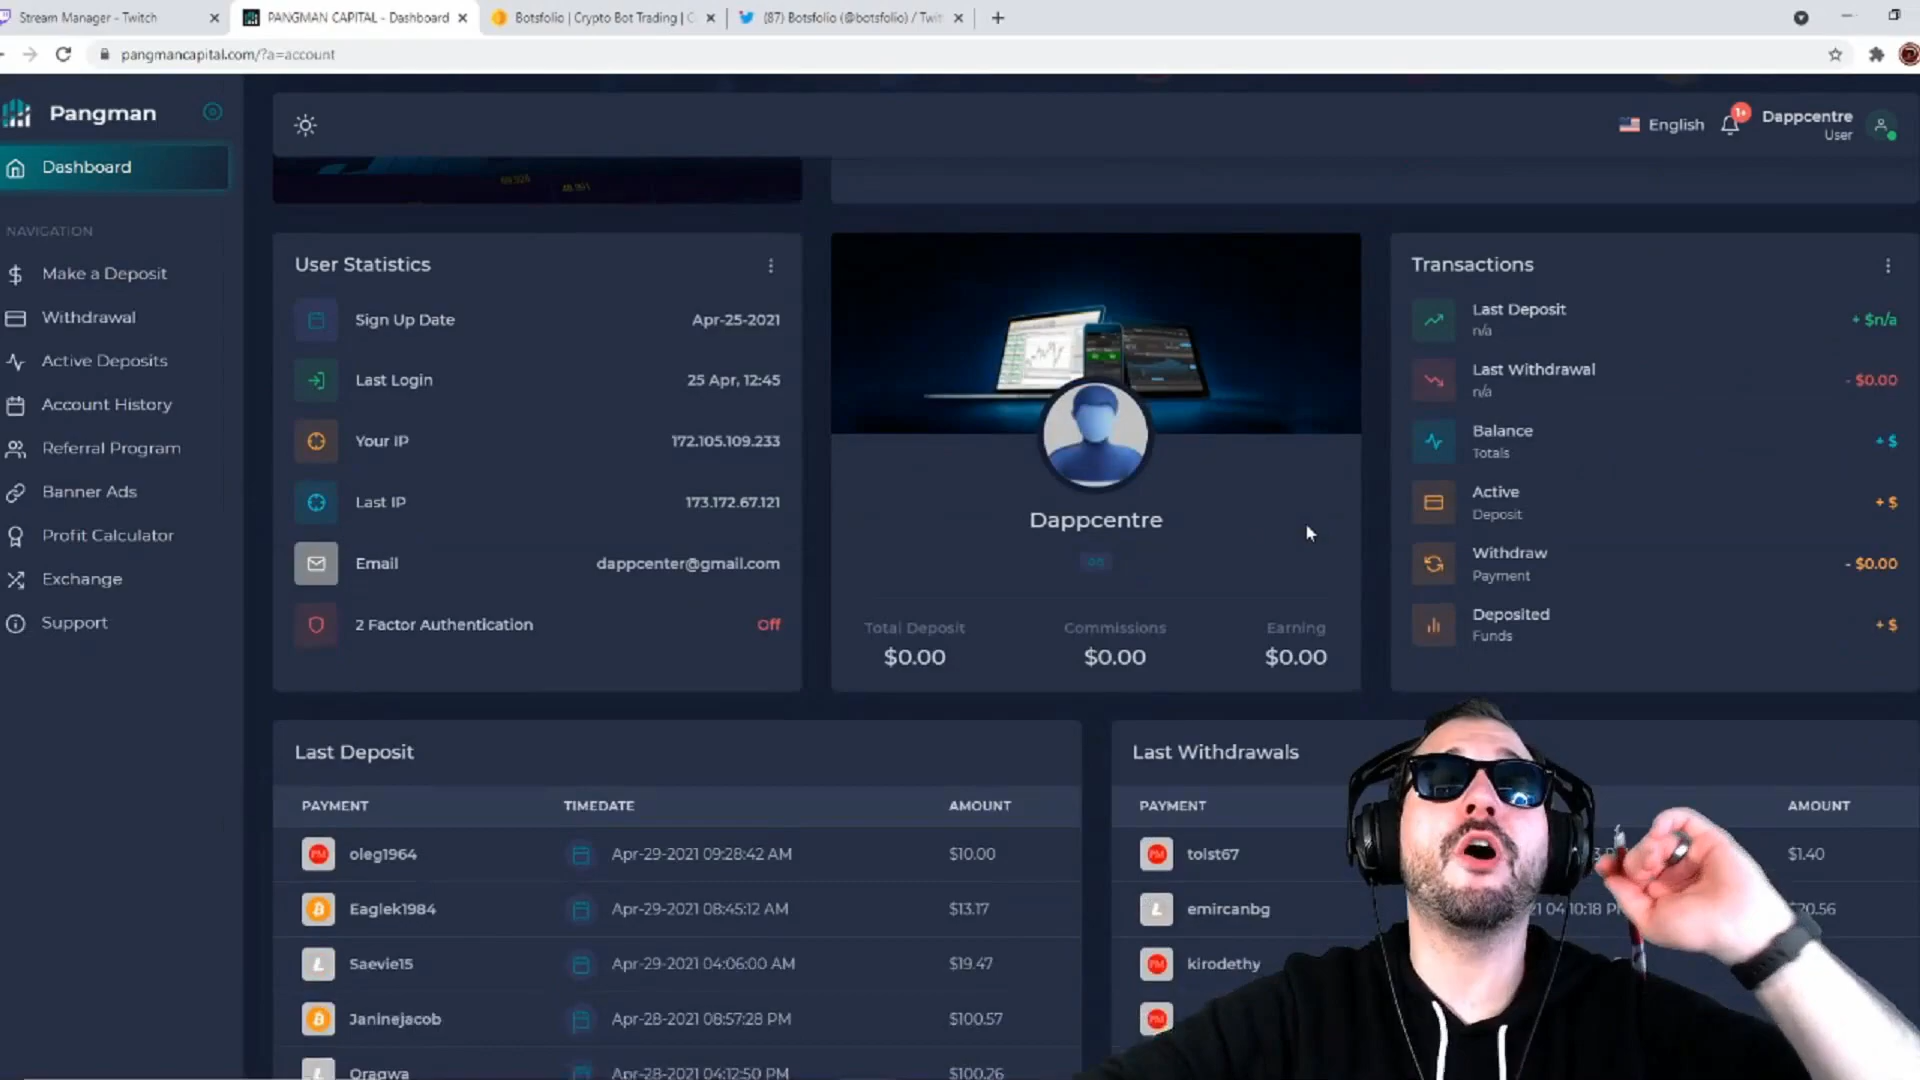 Stream Manager - Twitch
PANGMAN CAPITAL - Dashboard
Botsfolio | Crypto Bot Trading | C
(87) Botsfolio (@botsfolio) / Twit
pangmancapital.com/?a=account
Pangman
Dashboard
NAVIGATION
Make a Deposit
Withdrawal
Active Deposits
Account History
Referral Program
Banner Ads
Profit Calculator
Exchange
Support
English
1+
Dappcentre
User
User Statistics
Sign Up Date Apr-25-2021
Last Login 25 Apr, 12:45
Your IP 172.105.109.233
Last IP 173.172.67.121
Email dappcenter@gmail.com
2 Factor Authentication Off
Dappcentre
Total Deposit Commissions Earning
$0.00 $0.00 $0.00
Transactions
Last Deposit
n/a
+ $n/a
Last Withdrawal
n/a
- $0.00
Balance
Totals
+ $
Active
Deposit
+ $
Withdraw
Payment
- $0.00
Deposited
Funds
+ $
Last Deposit
PAYMENT TIMEDATE AMOUNT
oleg1964 Apr-29-2021 09:28:42 AM $10.00
Eaglek1984 Apr-29-2021 08:45:12 AM $13.17
Saevie15 Apr-29-2021 04:06:00 AM $19.47
Janinejacob Apr-28-2021 08:57:28 PM $100.57
Oragwa Apr-28-2021 04:12:50 PM $100.26
Last Withdrawals
PAYMENT AMOUNT
tolst67 $1.40
emircanbg 21 04:10:18 PM
kirodethy